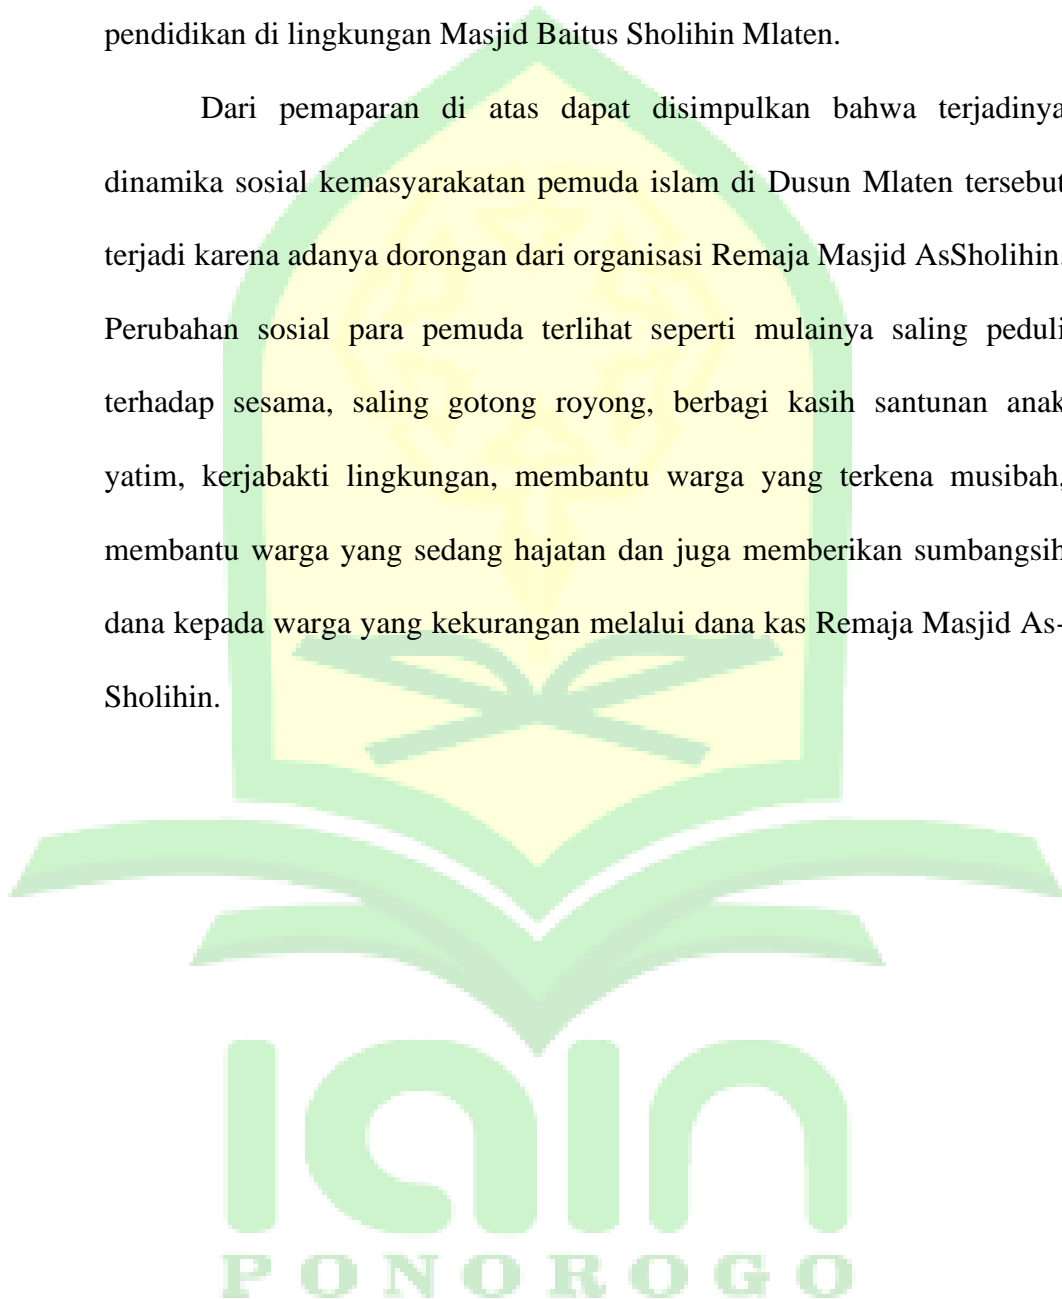 pendidikan di lingkungan Masjid Baitus Sholihin Mlaten.
Dari pemaparan di atas dapat disimpulkan bahwa terjadinya
dinamika sosial kemasyarakatan pemuda islam di Dusun Mlaten tersebut
terjadi karena adanya dorongan dari organisasi Remaja Masjid AsSholihin.
Perubahan sosial para pemuda terlihat seperti mulainya saling peduli
terhadap sesama, saling gotong royong, berbagi kasih santunan anak
yatim, kerjabakti lingkungan, membantu warga yang terkena musibah,
membantu warga yang sedang hajatan dan juga memberikan sumbangsih
dana kepada warga yang kekurangan melalui dana kas Remaja Masjid As-
Sholihin.
iain
PONOROGO